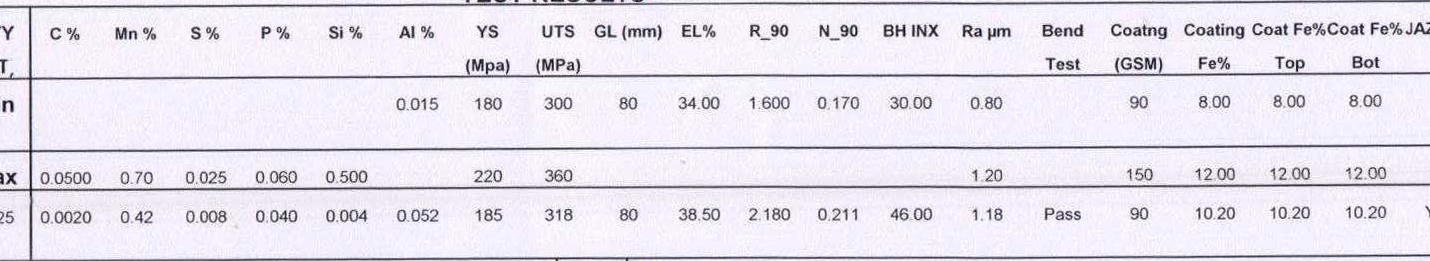 TY C % Mn % S % P % Si % Al % YS UTS GL (mm) EL% R_90 N_90 BH INX Ra µm Bend Coatng Coating Coat Fe% Coat Fe% JAZ
T, (Mpa) (MPa) Test (GSM) Fe% Top Bot
n 0.015 180 300 80 34.00 1.600 0.170 30.00 0.80 90 8.00 8.00 8.00
ax 0.0500 0.70 0.025 0.060 0.500 220 360 1.20 150 12.00 12.00 12.00
25 0.0020 0.42 0.008 0.040 0.004 0.052 185 318 80 38.50 2.180 0.211 46.00 1.18 Pass 90 10.20 10.20 10.20 Y